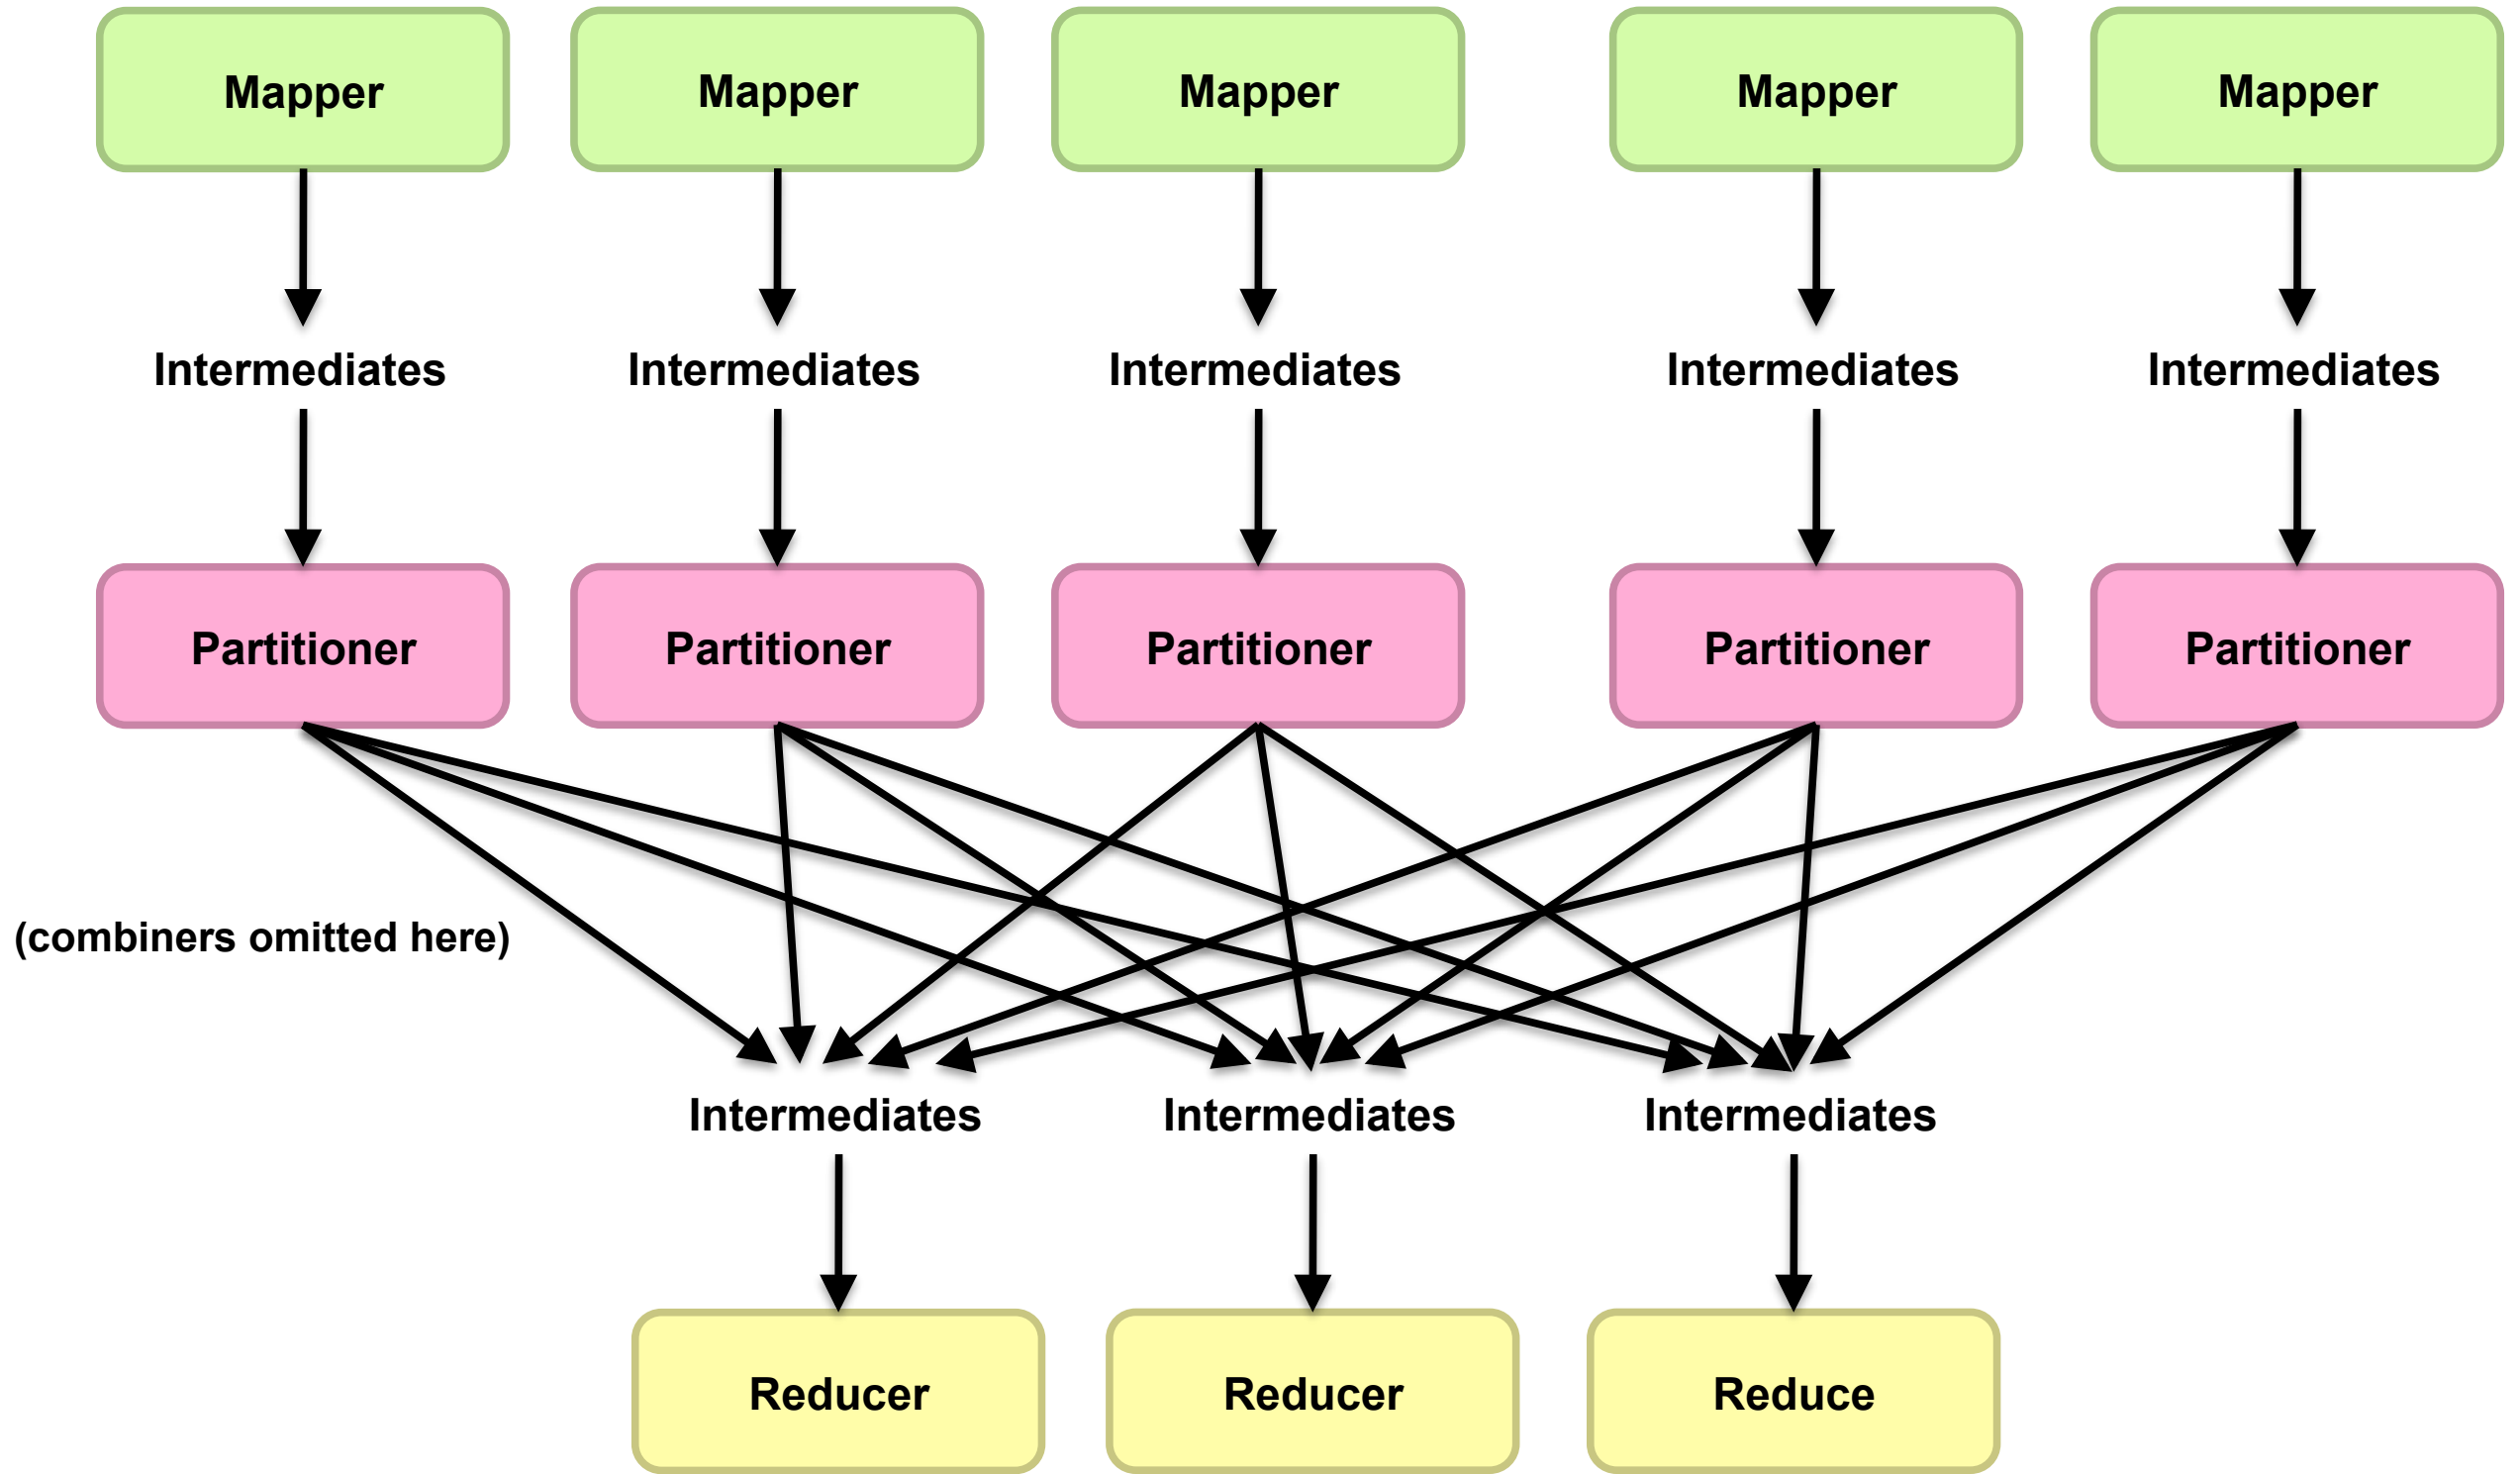 Mapper Mapper Mapper Mapper Mapper
Intermediates Intermediates Intermediates Intermediates Intermediates
Partitioner Partitioner Partitioner Partitioner Partitioner
(combiners omitted here)
Intermediates Intermediates Intermediates
Reducer Reducer Reduce